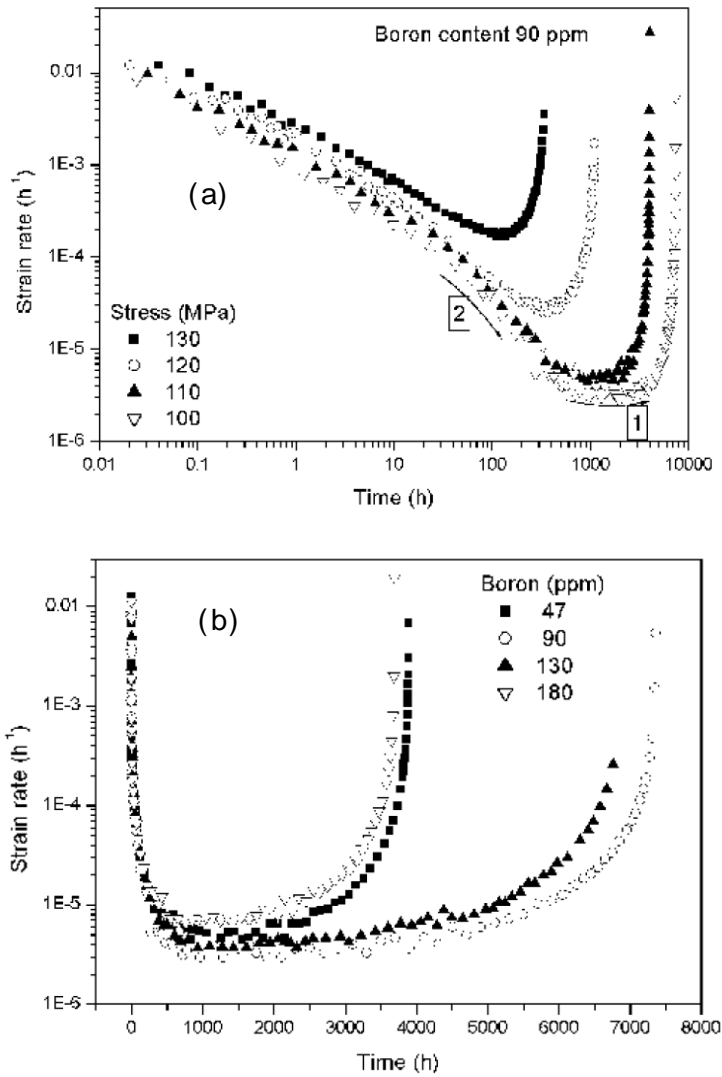 Boron content 90 ppm
0.01
1E-3
1E-4
1E-5
1E-6
Strain rate (h⁻¹)
(a)
2
1
Stress (MPa)
130
120
110
100
0.01
0.1
1
10
100
1000
10000
Time (h)
Boron (ppm)
47
90
130
180
(b)
0.01
1E-3
1E-4
1E-5
1E-6
Strain rate (h⁻¹)
0
1000
2000
3000
4000
5000
6000
7000
8000
Time (h)